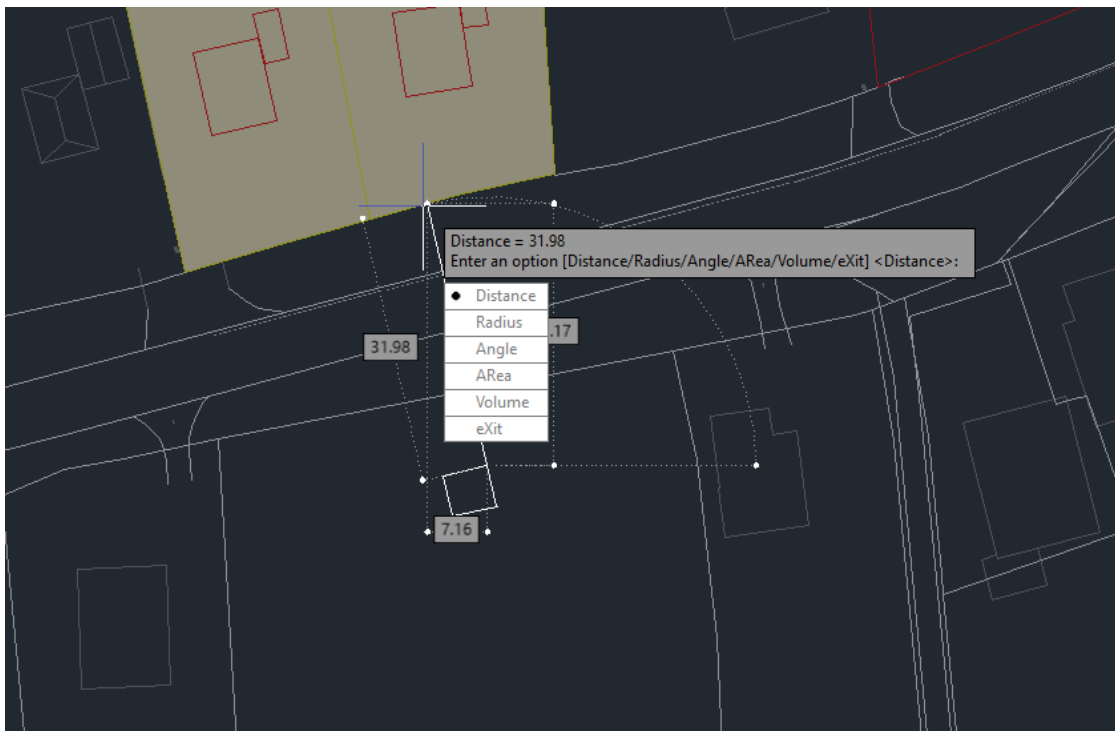 Distance = 31.98
Enter an option [Distance/Radius/Angle/ARea/Volume/eXit] <Distance>:
Distance
Radius
.17
31.98
Angle
ARea
Volume
eXit
7.16